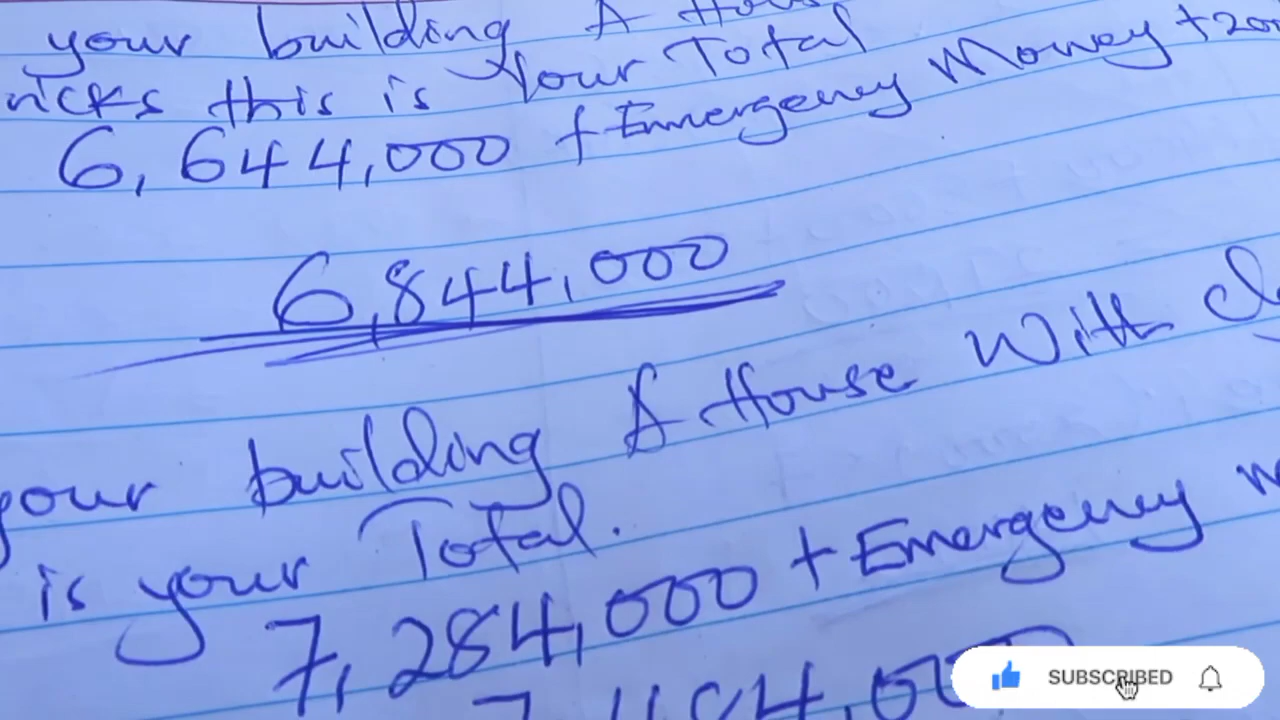 your building A Hous
ricks this is Your Total
6,644,000 + Emergency Money +200
6,844,000
your building A House With
is your Total.
7,284,000 + Emergency
SUBSCRIBED